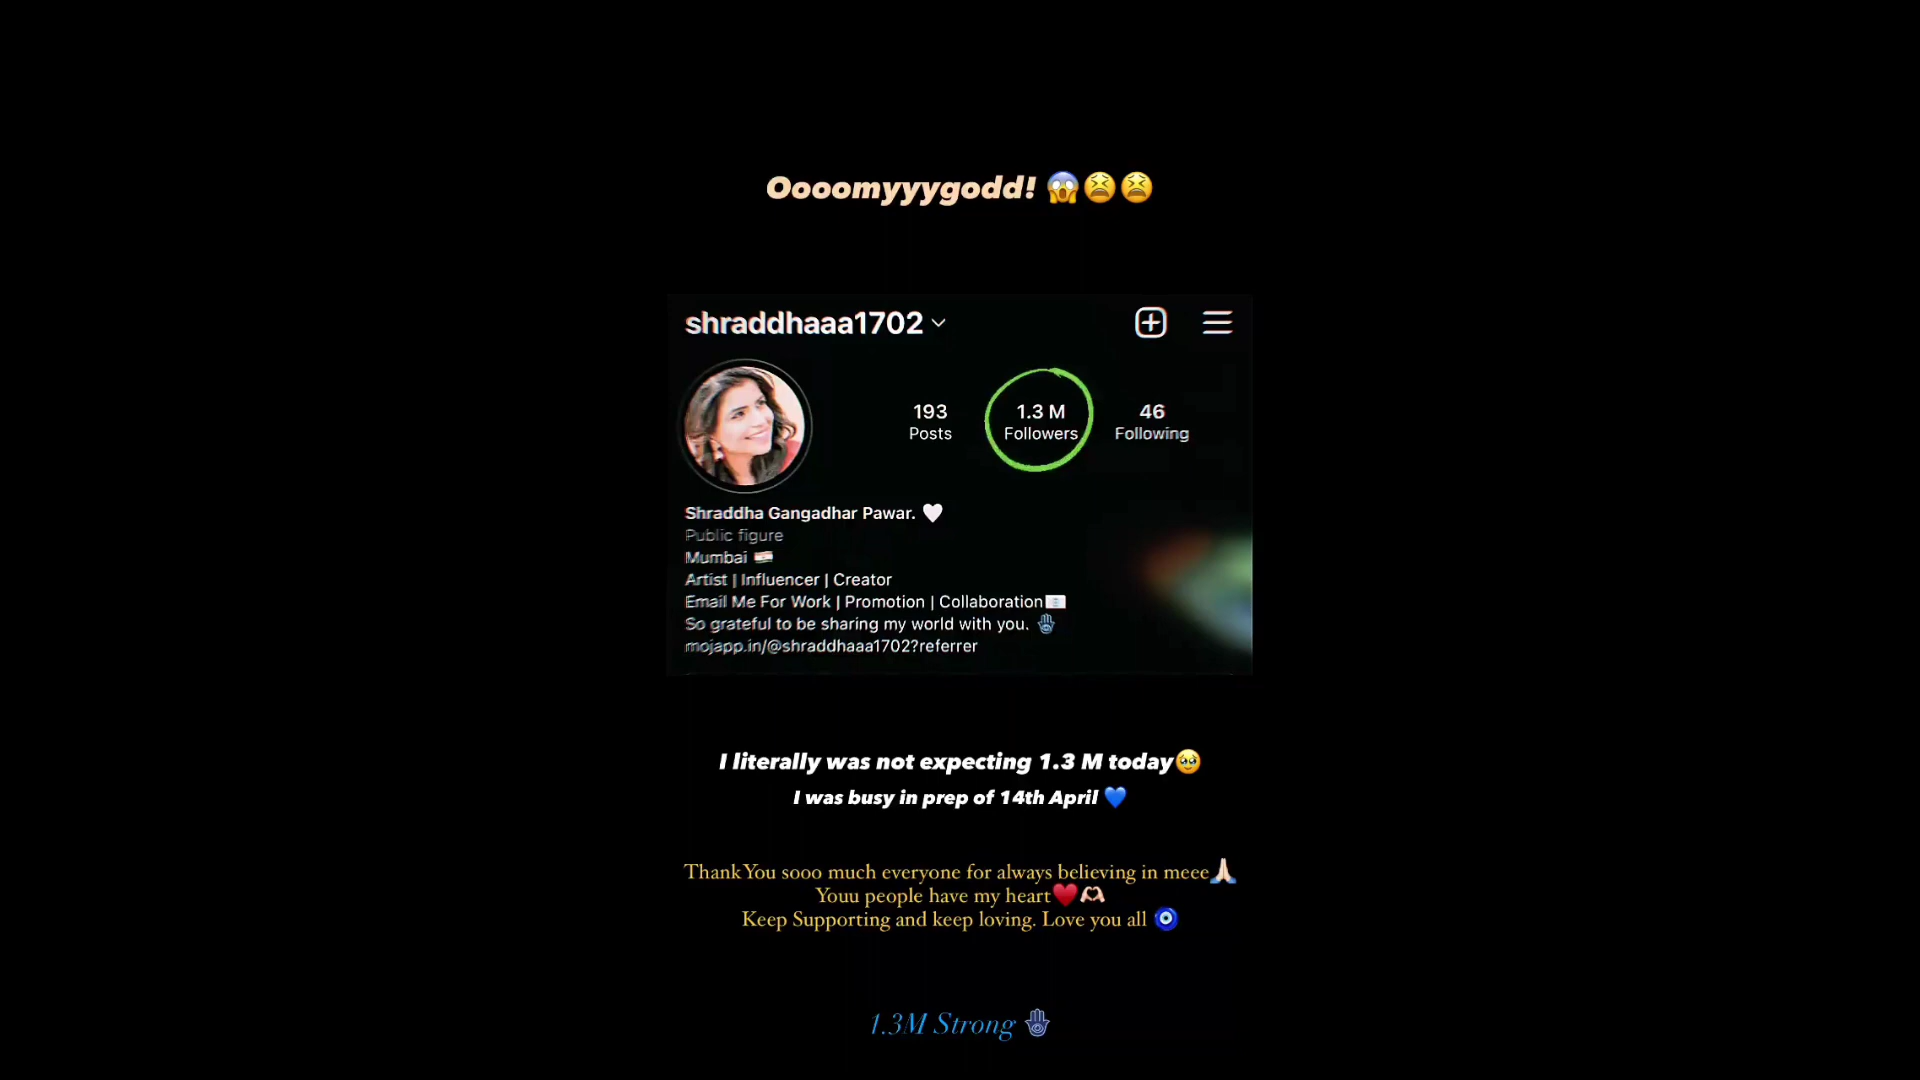 Oooomyyygodd! 😱😫😫
shraddhaaa1702
193 1.3 M 46
Posts Followers Following
Shraddha Gangadhar Pawar. 🤍
Public figure
Mumbai 🇮🇳
Artist | Influencer | Creator
Email Me For Work | Promotion | Collaboration📧
So grateful to be sharing my world with you. 🪬
mojapp.in/@shraddhaaa1702?referrer
I literally was not expecting 1.3 M today🥹
I was busy in prep of 14th April 💙
ThankYou sooo much everyone for always believing in meee🙏🏻
Youu people have my heart♥️🫶🏻
Keep Supporting and keep loving. Love you all 🧿
1.3M Strong 🪬